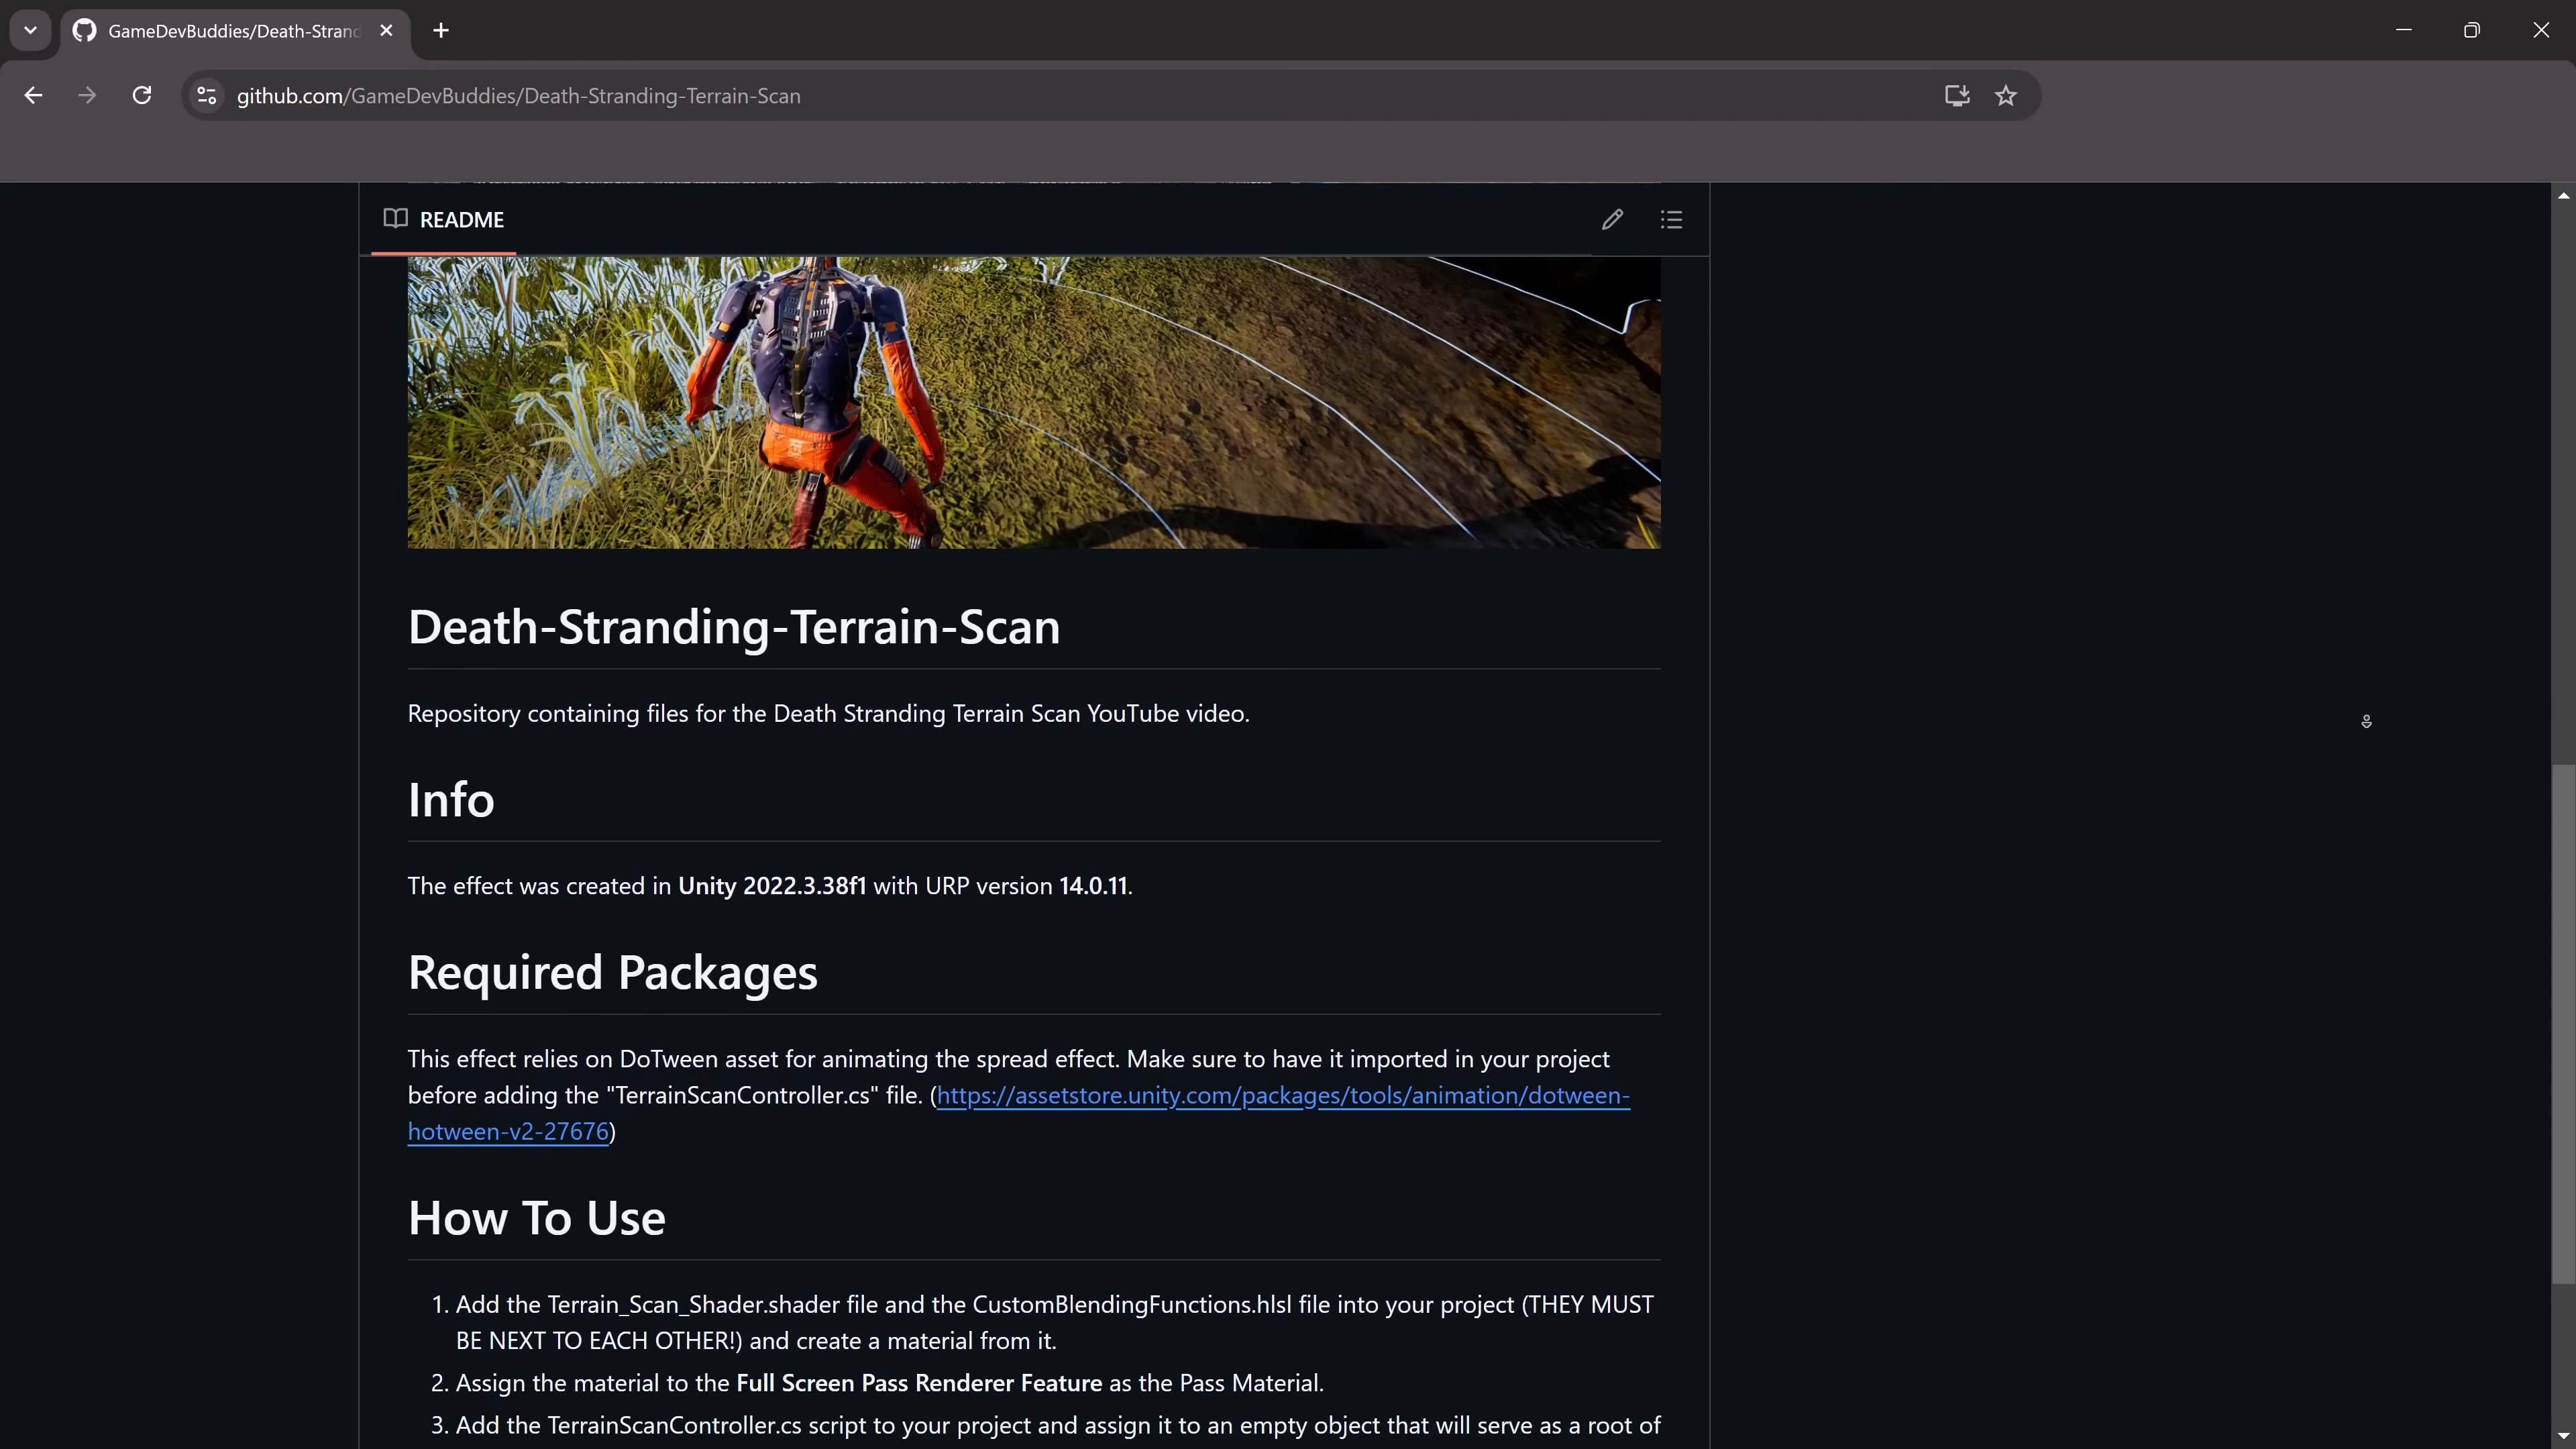 GameDevBuddies/Death-Strand
github.com/GameDevBuddies/Death-Stranding-Terrain-Scan
README
Death-Stranding-Terrain-Scan
Repository containing files for the Death Stranding Terrain Scan YouTube video.
Info
The effect was created in Unity 2022.3.38f1 with URP version 14.0.11.
Required Packages
This effect relies on DoTween asset for animating the spread effect. Make sure to have it imported in your project
before adding the "TerrainScanController.cs" file. (https://assetstore.unity.com/packages/tools/animation/dotween-
hotween-v2-27676)
How To Use
1. Add the Terrain_Scan_Shader.shader file and the CustomBlendingFunctions.hlsl file into your project (THEY MUST
BE NEXT TO EACH OTHER!) and create a material from it.
2. Assign the material to the Full Screen Pass Renderer Feature as the Pass Material.
3. Add the TerrainScanController.cs script to your project and assign it to an empty object that will serve as a root of